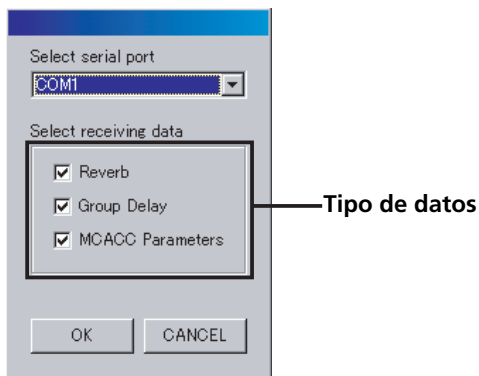 Select serial port
COM1
Select receiving data
Reverb
Group Delay
MCACC Parameters
Tipo de datos
OK
CANCEL